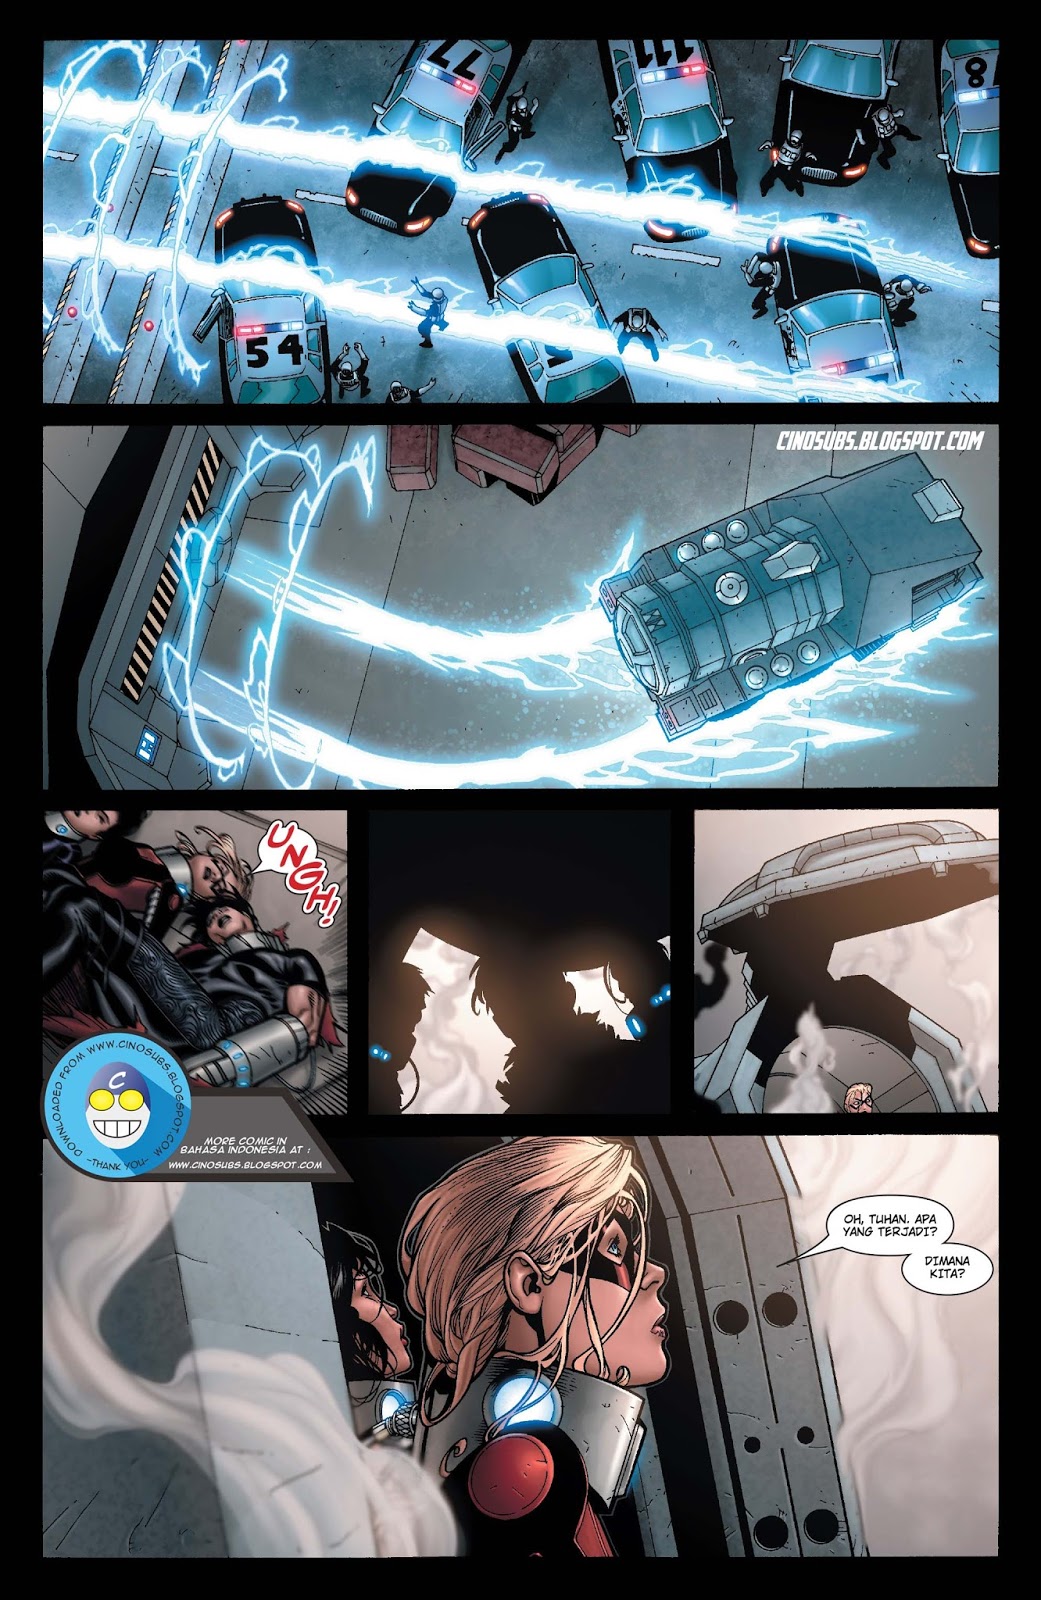 77
111
8
54
5
CINOSUBS.BLOGSPOT.COM
UNGH!
DOWNLOADED FROM WWW.CINOSUBS.BLOGSPOT.COM
C
-THANK YOU-
MORE COMIC IN
BAHASA INDONESIA AT :
WWW.CINOSUBS.BLOGSPOT.COM
OH, TUHAN. APA
YANG TERJADI?
DIMANA
KITA?